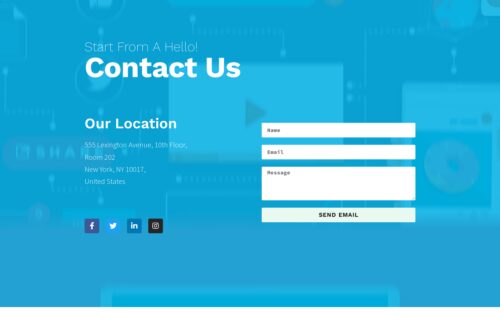 Start From A Hello!
Contact Us
Our Location
555 Lexington Avenue, 10th Floor,
Room 202
New York, NY 10017,
United States
Name
Email
Message
SEND EMAIL